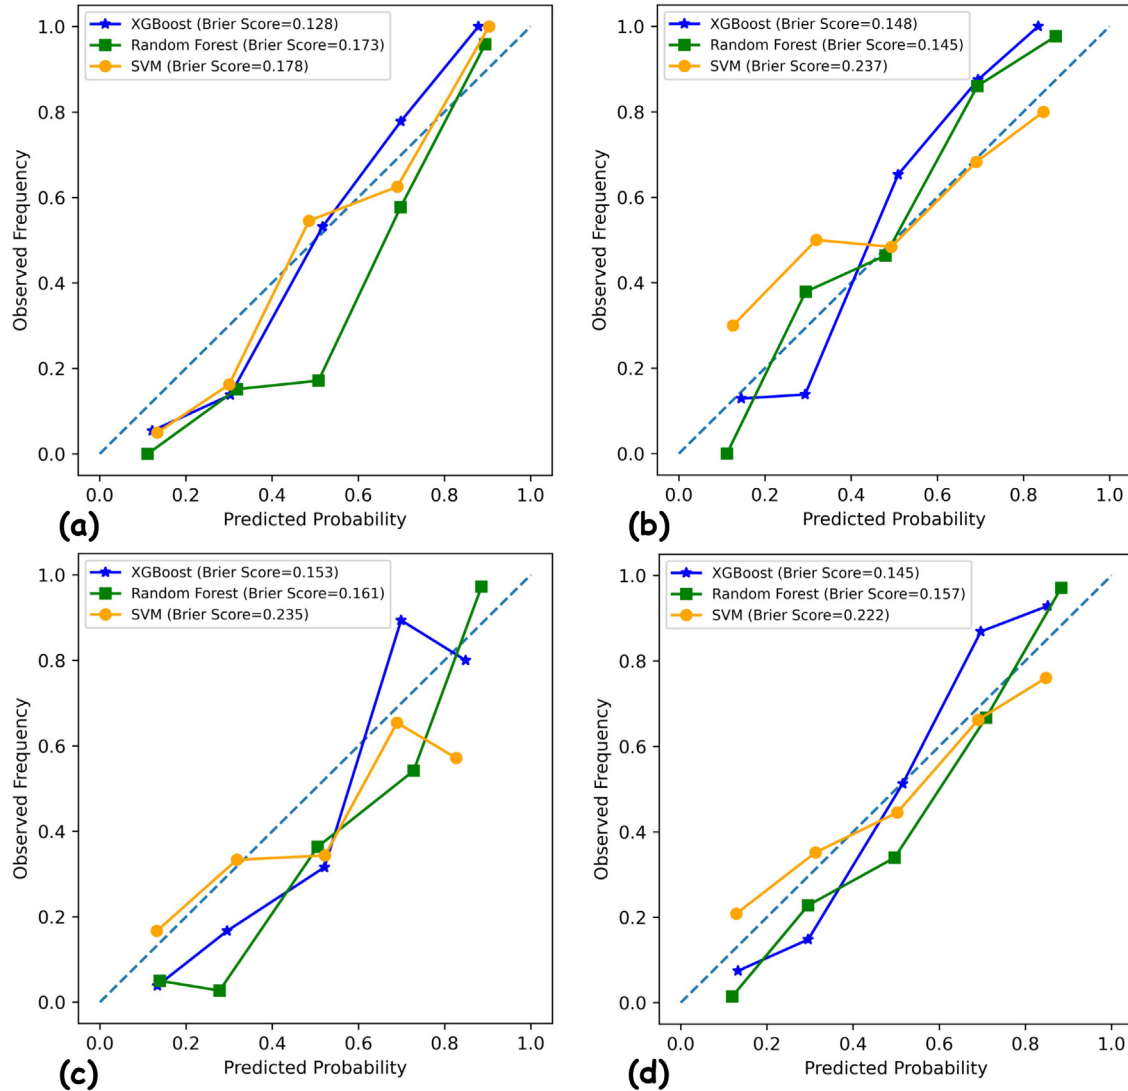 XGBoost (Brier Score=0.128)
Random Forest (Brier Score=0.173)
SVM (Brier Score=0.178)
1.0
0.8
0.6
0.4
0.2
0.0
Observed Frequency
0.0 0.2 0.4 0.6 0.8 1.0
Predicted Probability
(a)
XGBoost (Brier Score=0.148)
Random Forest (Brier Score=0.145)
SVM (Brier Score=0.237)
1.0
0.8
0.6
0.4
0.2
0.0
Observed Frequency
0.0 0.2 0.4 0.6 0.8 1.0
Predicted Probability
(b)
XGBoost (Brier Score=0.153)
Random Forest (Brier Score=0.161)
SVM (Brier Score=0.235)
1.0
0.8
0.6
0.4
0.2
0.0
Observed Frequency
0.0 0.2 0.4 0.6 0.8 1.0
Predicted Probability
(c)
XGBoost (Brier Score=0.145)
Random Forest (Brier Score=0.157)
SVM (Brier Score=0.222)
1.0
0.8
0.6
0.4
0.2
0.0
Observed Frequency
0.0 0.2 0.4 0.6 0.8 1.0
Predicted Probability
(d)